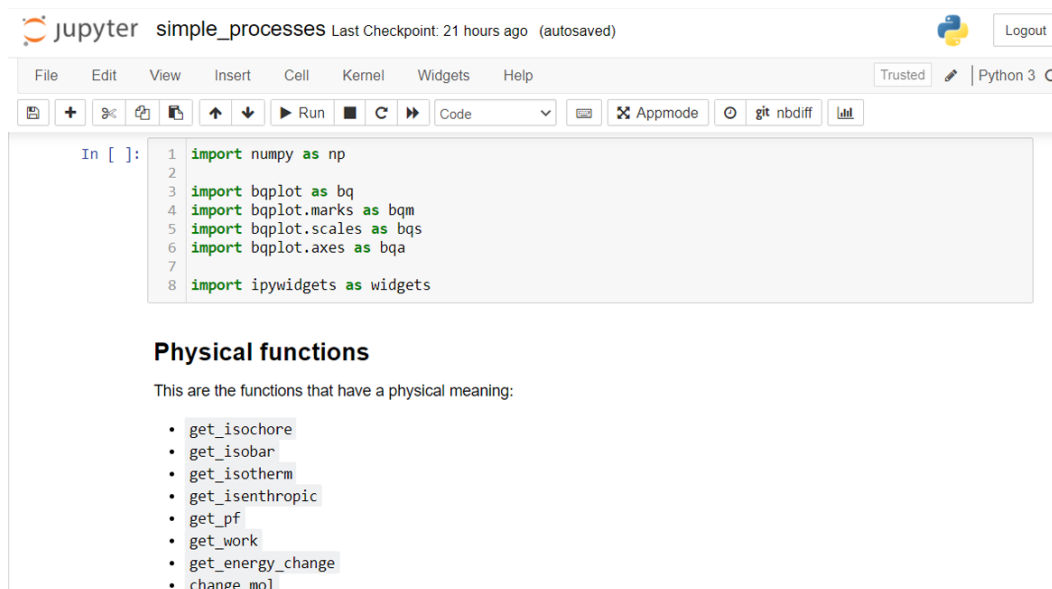 jupyter simple_processes Last Checkpoint: 21 hours ago (autosaved) Logout
File Edit View Insert Cell Kernel Widgets Help Trusted Python 3
Run Code Appmode git nbdiff
In [ ]: 1 import numpy as np
2
3 import bqplot as bq
4 import bqplot.marks as bqm
5 import bqplot.scales as bqs
6 import bqplot.axes as bqa
7
8 import ipywidgets as widgets
Physical functions
This are the functions that have a physical meaning:
• get_isochore
• get_isobar
• get_isotherm
• get_isenthropic
• get_pf
• get_work
• get_energy_change
• change_mol